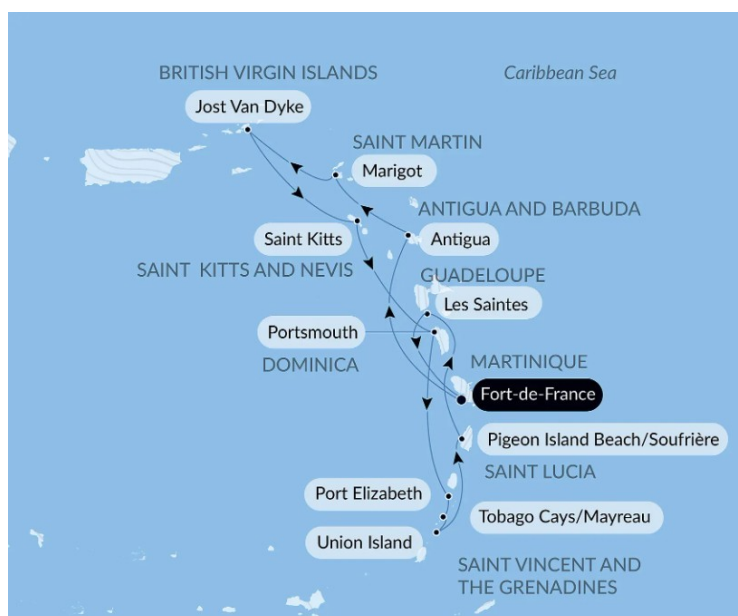 BRITISH VIRGIN ISLANDS
Caribbean Sea
Jost Van Dyke
SAINT MARTIN
Marigot
ANTIGUA AND BARBUDA
Saint Kitts
Antigua
SAINT KITTS AND NEVIS
GUADELOUPE
Les Saintes
Portsmouth
DOMINICA
MARTINIQUE
Fort-de-France
Pigeon Island Beach/Soufrière
SAINT LUCIA
Port Elizabeth
Tobago Cays/Mayreau
Union Island
SAINT VINCENT AND
THE GRENADINES